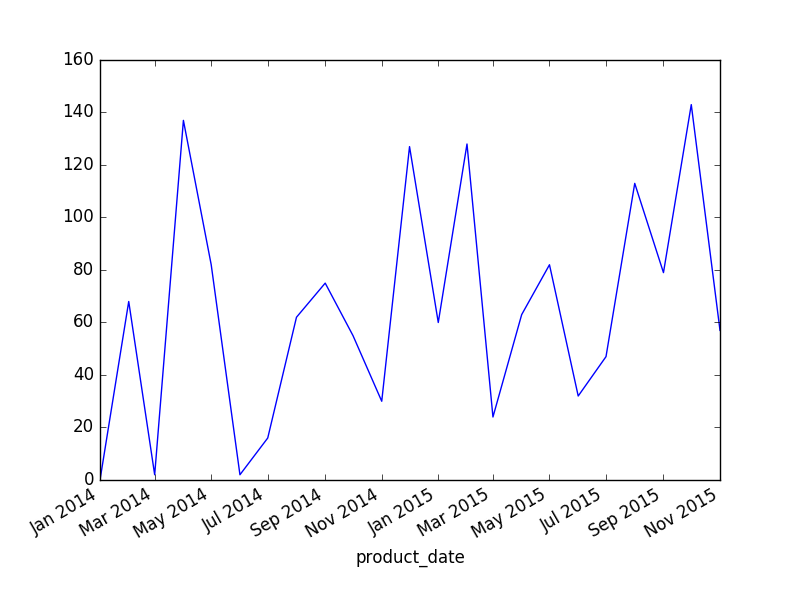 160
140
120
100
80
60
40
20
0
Jan 2014
Mar 2014
May 2014
Jul 2014
Sep 2014
Nov 2014
Jan 2015
Mar 2015
May 2015
Jul 2015
Sep 2015
Nov 2015
product_date